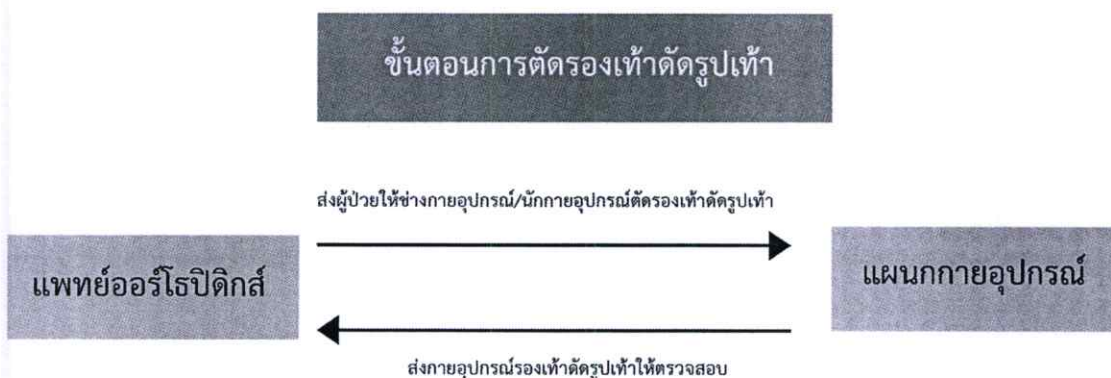 ขั้นตอนการตัดรองเท้าดัดรูปเท้า
ส่งผู้ป่วยให้ช่างกายอุปกรณ์/นักกายอุปกรณ์ตัดรองเท้าดัดรูปเท้า
แพทย์ออร์โธปิดิกส์
แผนกกายอุปกรณ์
ส่งกายอุปกรณ์รองเท้าดัดรูปเท้าให้ตรวจสอบ